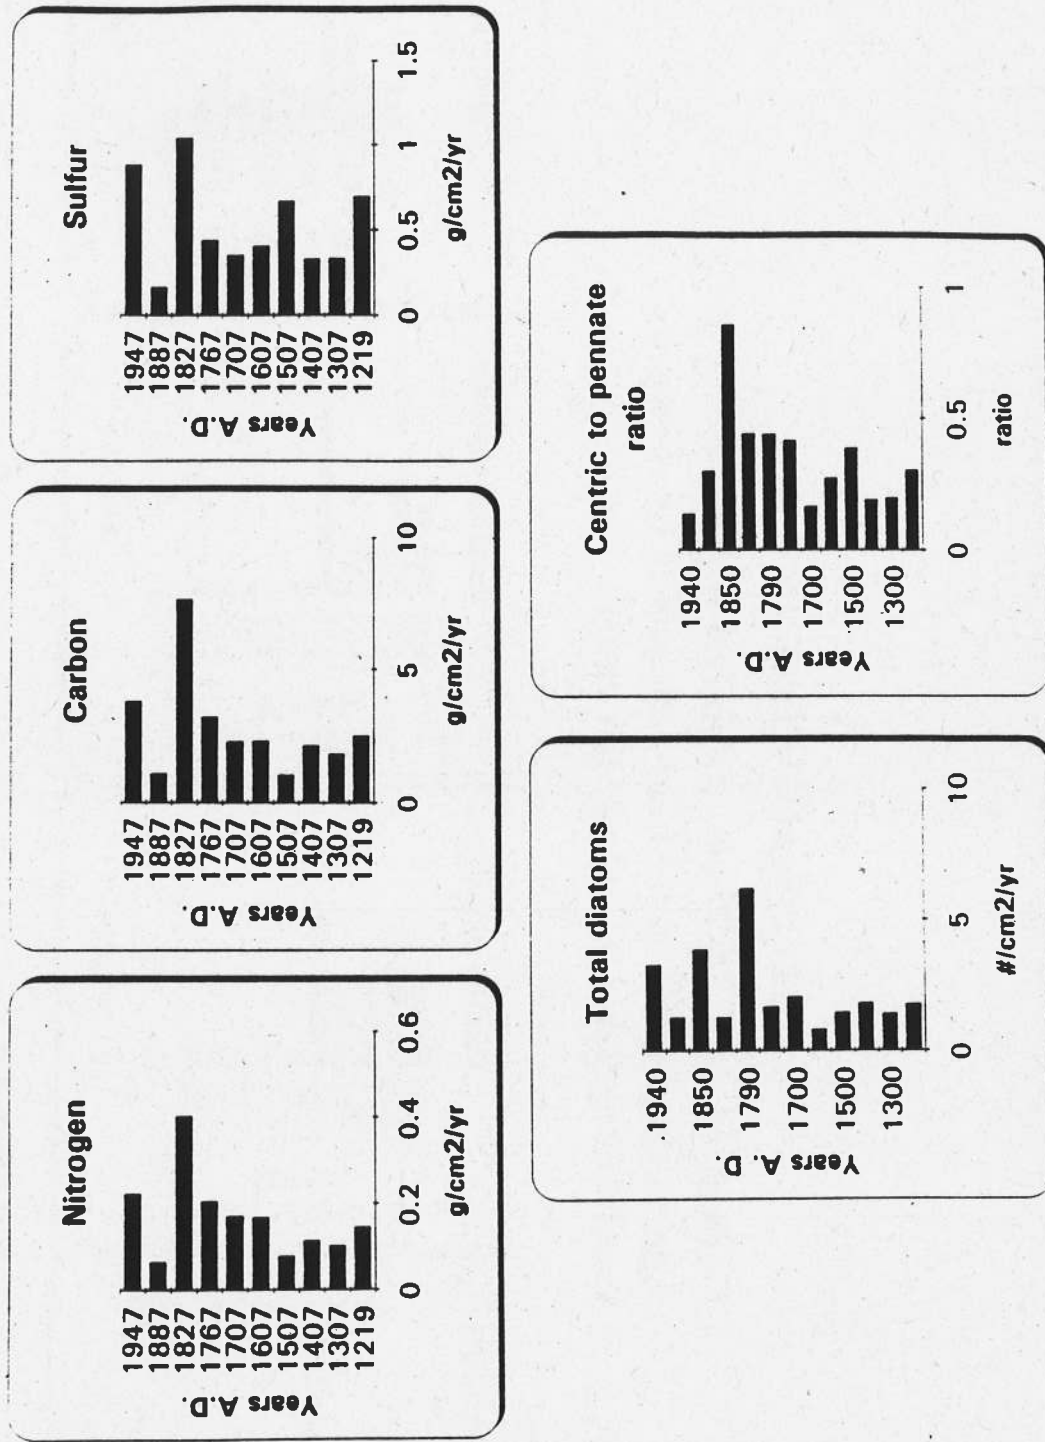 Nitrogen
Years A.D.
1947
1887
1827
1767
1707
1607
1507
1407
1307
1219
0 0.2 0.4 0.6
g/cm2/yr
Carbon
Years A.D.
1947
1887
1827
1767
1707
1607
1507
1407
1307
1219
0 5 10
g/cm2/yr
Sulfur
Years A.D.
1947
1887
1827
1767
1707
1607
1507
1407
1307
1219
0 0.5 1 1.5
g/cm2/yr
Total diatoms
Years A. D.
1940
1850
1790
1700
1500
1300
0 5 10
#/cm2/yr
Centric to pennate
ratio
Years A.D.
1940
1850
1790
1700
1500
1300
0 0.5 1
ratio